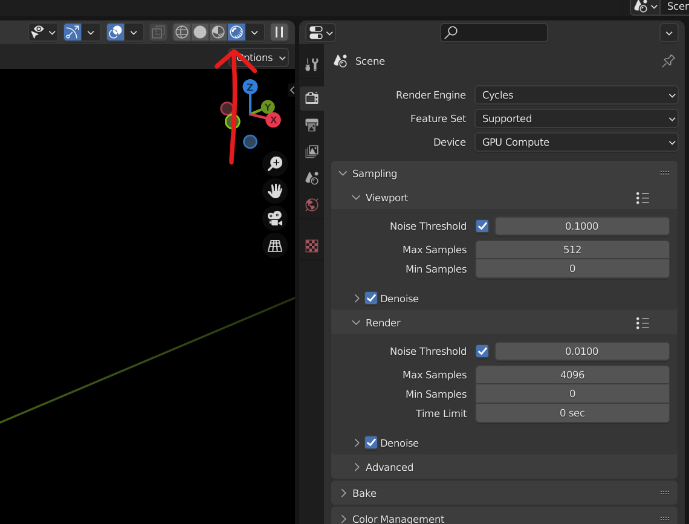 Scen
Options
Z
Y
X
Scene
Render Engine Cycles
Feature Set Supported
Device GPU Compute
Sampling
Viewport
Noise Threshold 0.1000
Max Samples 512
Min Samples 0
Denoise
Render
Noise Threshold 0.0100
Max Samples 4096
Min Samples 0
Time Limit 0 sec
Denoise
Advanced
Bake
Color Management